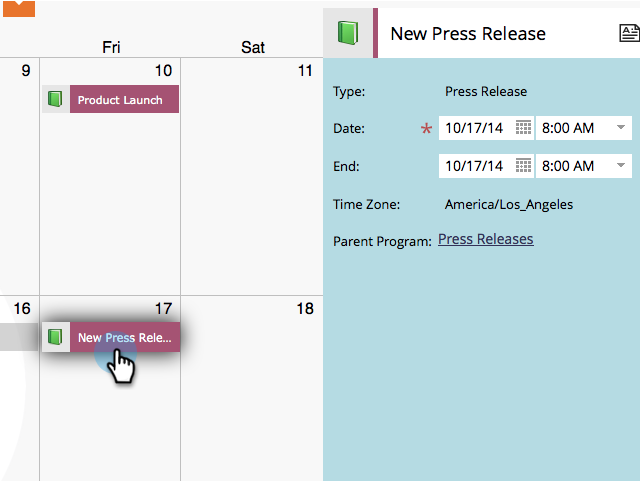 Fri Sat
9 10 11
Product Launch
16 17 18
New Press Rele...
New Press Release
Type: Press Release
Date: * 10/17/14 8:00 AM
End: 10/17/14 8:00 AM
Time Zone: America/Los_Angeles
Parent Program: Press Releases